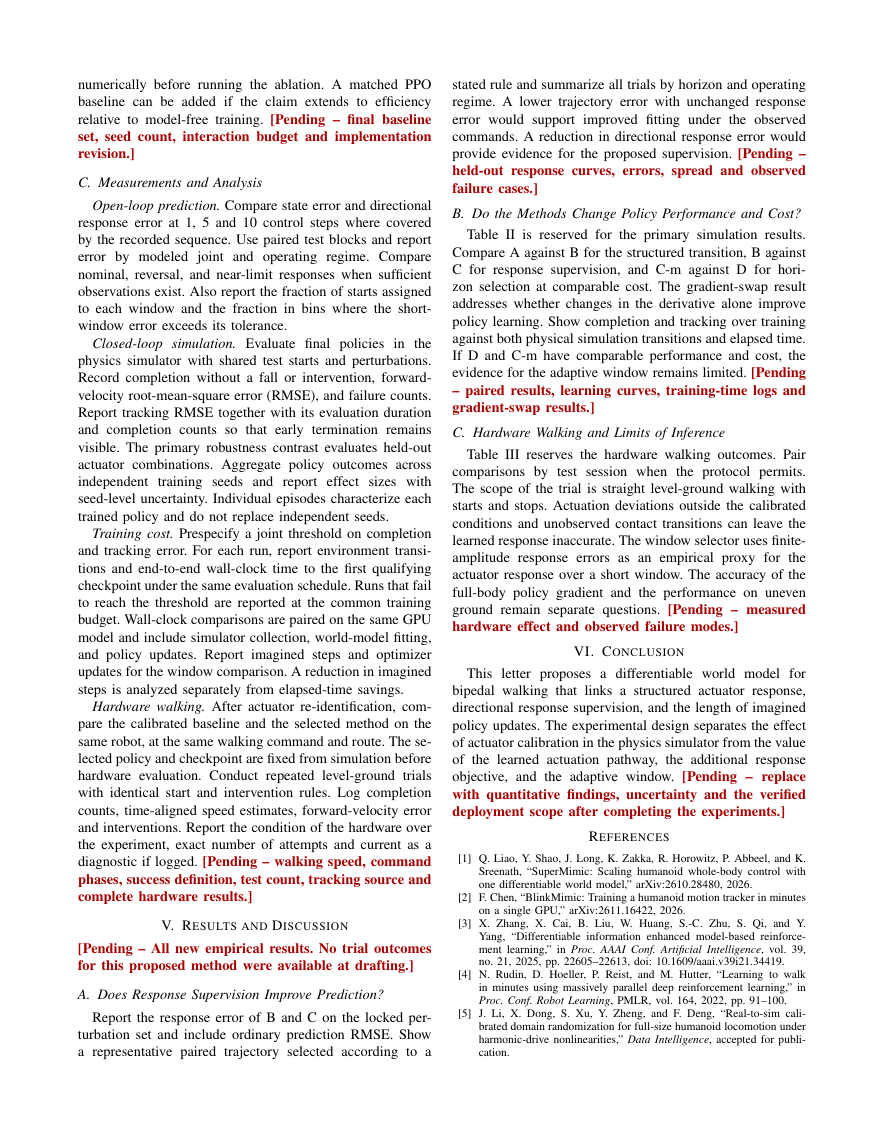 numerically before running the ablation. A matched PPO
baseline can be added if the claim extends to efficiency
relative to model-free training. [Pending – final baseline
set, seed count, interaction budget and implementation
revision.]
C. Measurements and Analysis
Open-loop prediction. Compare state error and directional
response error at 1, 5 and 10 control steps where covered
by the recorded sequence. Use paired test blocks and report
error by modeled joint and operating regime. Compare
nominal, reversal, and near-limit responses when sufficient
observations exist. Also report the fraction of starts assigned
to each window and the fraction in bins where the short-
window error exceeds its tolerance.
Closed-loop simulation. Evaluate final policies in the
physics simulator with shared test starts and perturbations.
Record completion without a fall or intervention, forward-
velocity root-mean-square error (RMSE), and failure counts.
Report tracking RMSE together with its evaluation duration
and completion counts so that early termination remains
visible. The primary robustness contrast evaluates held-out
actuator combinations. Aggregate policy outcomes across
independent training seeds and report effect sizes with
seed-level uncertainty. Individual episodes characterize each
trained policy and do not replace independent seeds.
Training cost. Prespecify a joint threshold on completion
and tracking error. For each run, report environment transi-
tions and end-to-end wall-clock time to the first qualifying
checkpoint under the same evaluation schedule. Runs that fail
to reach the threshold are reported at the common training
budget. Wall-clock comparisons are paired on the same GPU
model and include simulator collection, world-model fitting,
and policy updates. Report imagined steps and optimizer
updates for the window comparison. A reduction in imagined
steps is analyzed separately from elapsed-time savings.
Hardware walking. After actuator re-identification, com-
pare the calibrated baseline and the selected method on the
same robot, at the same walking command and route. The se-
lected policy and checkpoint are fixed from simulation before
hardware evaluation. Conduct repeated level-ground trials
with identical start and intervention rules. Log completion
counts, time-aligned speed estimates, forward-velocity error
and interventions. Report the condition of the hardware over
the experiment, exact number of attempts and current as a
diagnostic if logged. [Pending – walking speed, command
phases, success definition, test count, tracking source and
complete hardware results.]
V. RESULTS AND DISCUSSION
[Pending – All new empirical results. No trial outcomes
for this proposed method were available at drafting.]
A. Does Response Supervision Improve Prediction?
Report the response error of B and C on the locked per-
turbation set and include ordinary prediction RMSE. Show
a representative paired trajectory selected according to a
stated rule and summarize all trials by horizon and operating
regime. A lower trajectory error with unchanged response
error would support improved fitting under the observed
commands. A reduction in directional response error would
provide evidence for the proposed supervision. [Pending –
held-out response curves, errors, spread and observed
failure cases.]
B. Do the Methods Change Policy Performance and Cost?
Table II is reserved for the primary simulation results.
Compare A against B for the structured transition, B against
C for response supervision, and C-m against D for hori-
zon selection at comparable cost. The gradient-swap result
addresses whether changes in the derivative alone improve
policy learning. Show completion and tracking over training
against both physical simulation transitions and elapsed time.
If D and C-m have comparable performance and cost, the
evidence for the adaptive window remains limited. [Pending
– paired results, learning curves, training-time logs and
gradient-swap results.]
C. Hardware Walking and Limits of Inference
Table III reserves the hardware walking outcomes. Pair
comparisons by test session when the protocol permits.
The scope of the trial is straight level-ground walking with
starts and stops. Actuation deviations outside the calibrated
conditions and unobserved contact transitions can leave the
learned response inaccurate. The window selector uses finite-
amplitude response errors as an empirical proxy for the
actuator response over a short window. The accuracy of the
full-body policy gradient and the performance on uneven
ground remain separate questions. [Pending – measured
hardware effect and observed failure modes.]
VI. CONCLUSION
This letter proposes a differentiable world model for
bipedal walking that links a structured actuator response,
directional response supervision, and the length of imagined
policy updates. The experimental design separates the effect
of actuator calibration in the physics simulator from the value
of the learned actuation pathway, the additional response
objective, and the adaptive window. [Pending – replace
with quantitative findings, uncertainty and the verified
deployment scope after completing the experiments.]
REFERENCES
[1] Q. Liao, Y. Shao, J. Long, K. Zakka, R. Horowitz, P. Abbeel, and K.
Sreenath, “SuperMimic: Scaling humanoid whole-body control with
one differentiable world model,” arXiv:2610.28480, 2026.
[2] F. Chen, “BlinkMimic: Training a humanoid motion tracker in minutes
on a single GPU,” arXiv:2611.16422, 2026.
[3] X. Zhang, X. Cai, B. Liu, W. Huang, S.-C. Zhu, S. Qi, and Y.
Yang, “Differentiable information enhanced model-based reinforce-
ment learning,” in Proc. AAAI Conf. Artificial Intelligence, vol. 39,
no. 21, 2025, pp. 22605–22613, doi: 10.1609/aaai.v39i21.34419.
[4] N. Rudin, D. Hoeller, P. Reist, and M. Hutter, “Learning to walk
in minutes using massively parallel deep reinforcement learning,” in
Proc. Conf. Robot Learning, PMLR, vol. 164, 2022, pp. 91–100.
[5] J. Li, X. Dong, S. Xu, Y. Zheng, and F. Deng, “Real-to-sim cali-
brated domain randomization for full-size humanoid locomotion under
harmonic-drive nonlinearities,” Data Intelligence, accepted for publi-
cation.